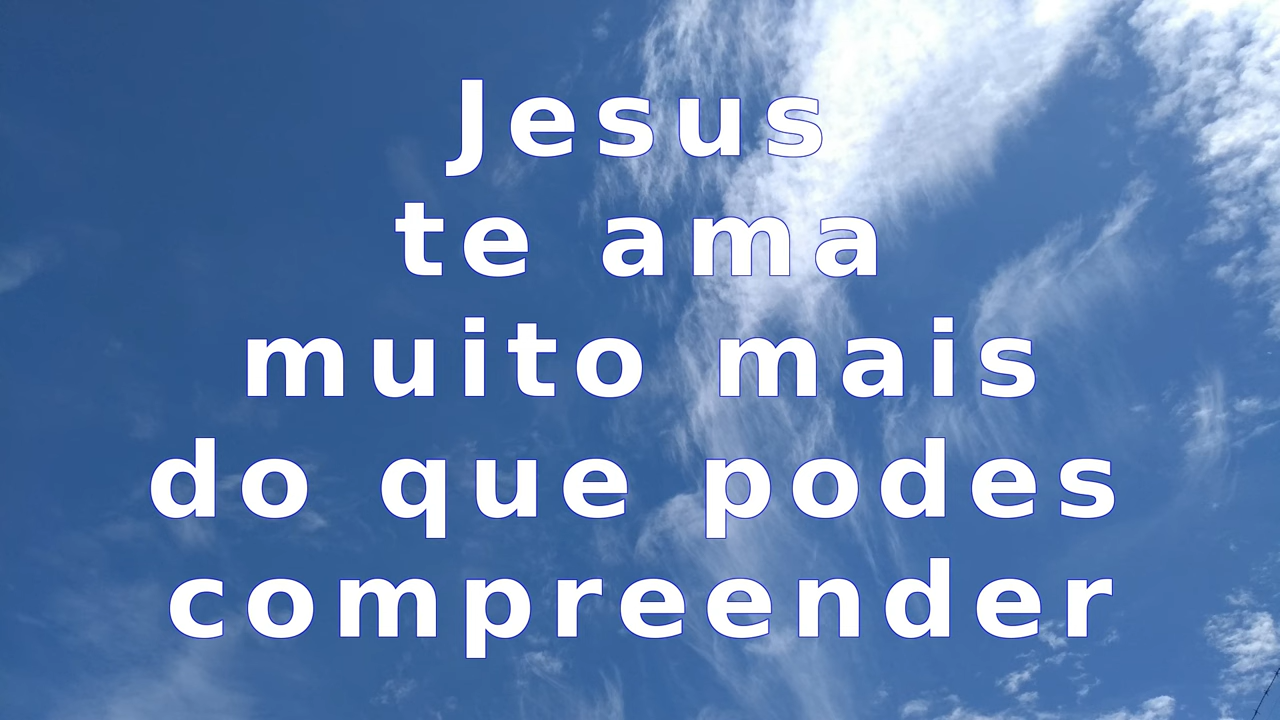 Jesus
te ama
muito mais
do que podes
compreender